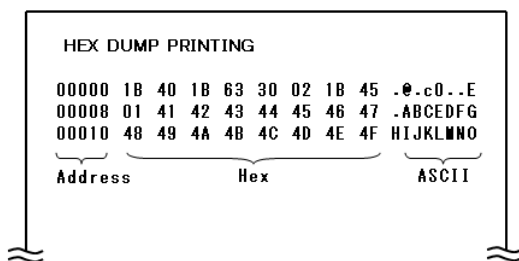 HEX DUMP PRINTING
00000 1B 40 1B 63 30 02 1B 45 .@.c0..E
00008 01 41 42 43 44 45 46 47 .ABCEDFG
00010 48 49 4A 4B 4C 4D 4E 4F HIJKLMNO
Address Hex ASCII